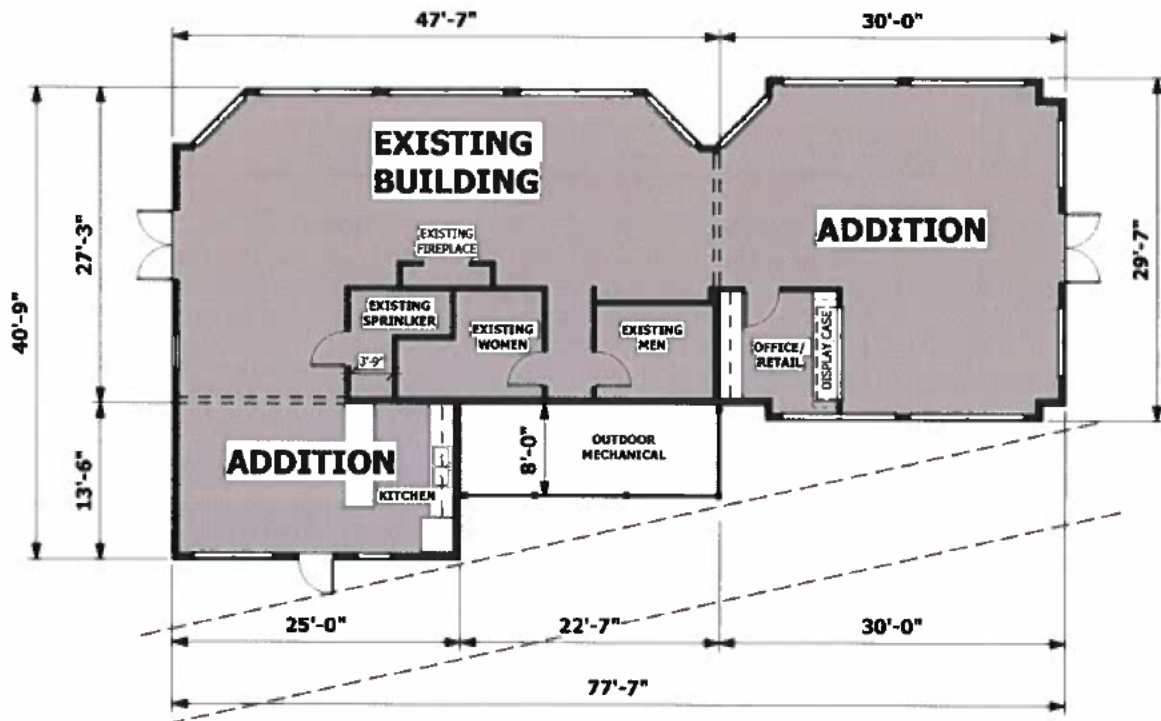 47'-7"
30'-0"
EXISTING
BUILDING
EXISTING
FIREPLACE
ADDITION
27'-3"
40'-9"
29'-7"
EXISTING
SPRINLKER
EXISTING
WOMEN
EXISTING
MEN
OFFICE/
RETAIL
DISPLAY CASE
3'-9"
ADDITION
KITCHEN
8'-0"
OUTDOOR
MECHANICAL
13'-6"
25'-0"
22'-7"
30'-0"
77'-7"